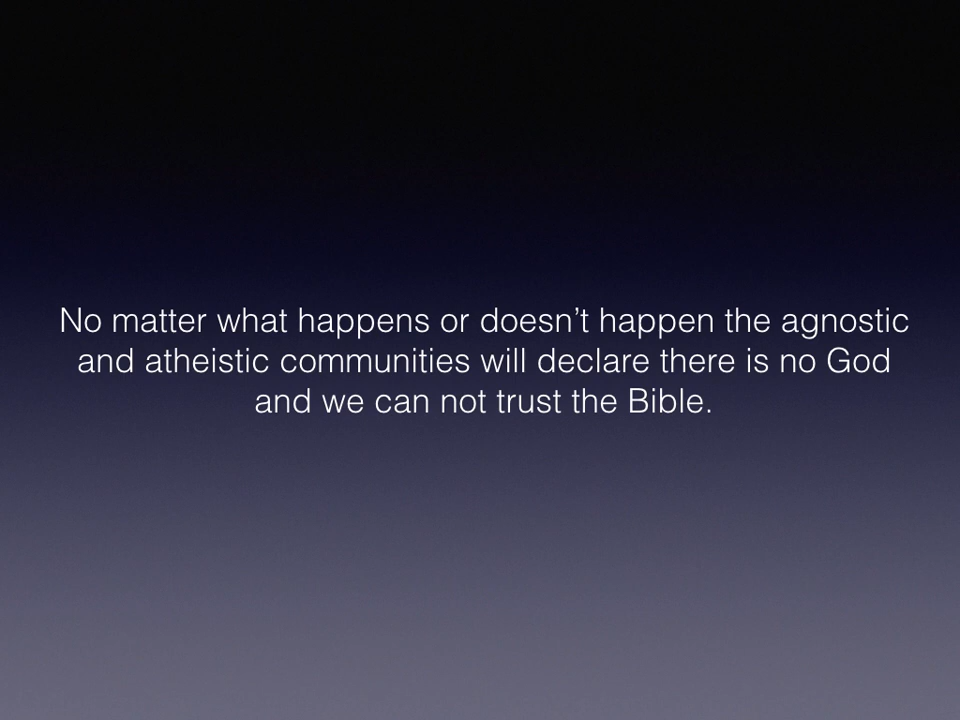 No matter what happens or doesn’t happen the agnostic
and atheistic communities will declare there is no God
and we can not trust the Bible.